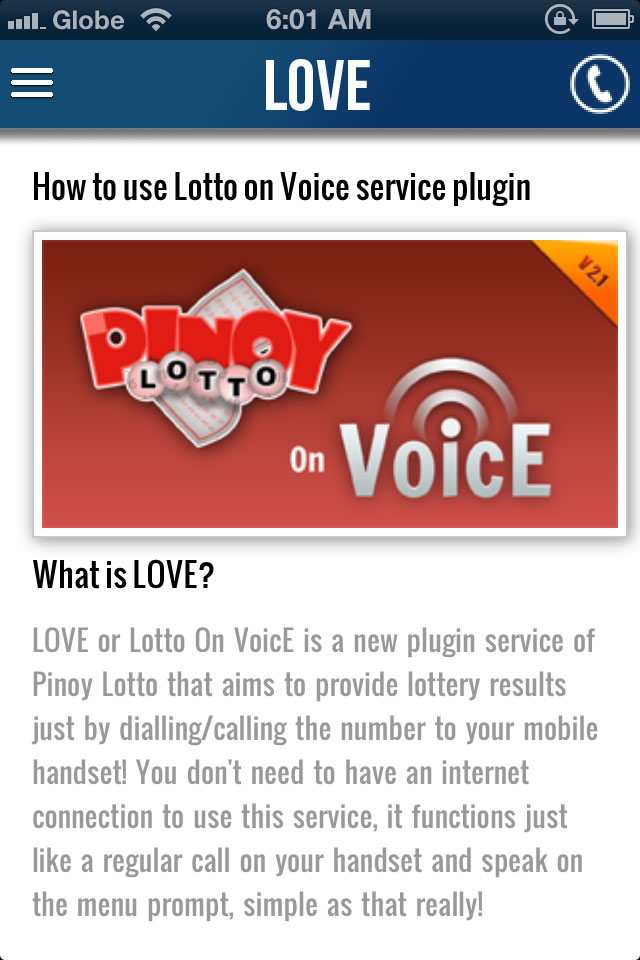 Globe 6:01 AM
LOVE
How to use Lotto on Voice service plugin
V 2.1
PINOY
LOTTO
On VoicE
What is LOVE?
LOVE or Lotto On VoicE is a new plugin service of
Pinoy Lotto that aims to provide lottery results
just by dialling/calling the number to your mobile
handset! You don't need to have an internet
connection to use this service, it functions just
like a regular call on your handset and speak on
the menu prompt, simple as that really!